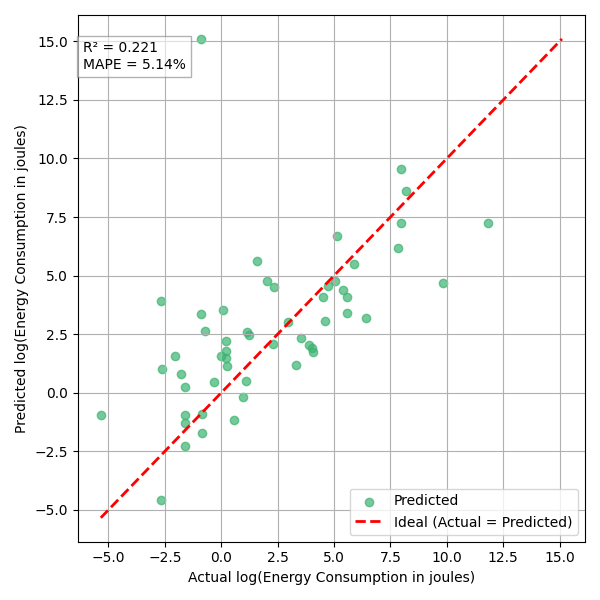 R² = 0.221
MAPE = 5.14%
15.0
12.5
10.0
7.5
5.0
2.5
0.0
−2.5
−5.0
Predicted log(Energy Consumption in joules)
Predicted
Ideal (Actual = Predicted)
−5.0 −2.5 0.0 2.5 5.0 7.5 10.0 12.5 15.0
Actual log(Energy Consumption in joules)